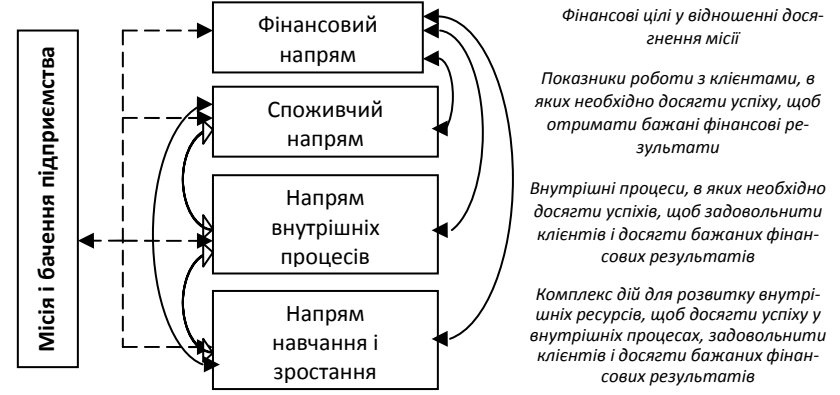 Місія і бачення підприємства
Фінансовий
напрям
Фінансові цілі у відношенні дося-
гнення місії
Споживчий
напрям
Показники роботи з клієнтами, в
яких необхідно досягти успіху, щоб
отримати бажані фінансові ре-
зультати
Напрям
внутрішніх
процесів
Внутрішні процеси, в яких необхідно
досягти успіхів, щоб задовольнити
клієнтів і досягти бажаних фінан-
сових результатів
Напрям
навчання і
зростання
Комплекс дій для розвитку внутрі-
шніх ресурсів, щоб досягти успіху у
внутрішніх процесах, задовольнити
клієнтів і досягти бажаних фінан-
сових результатів